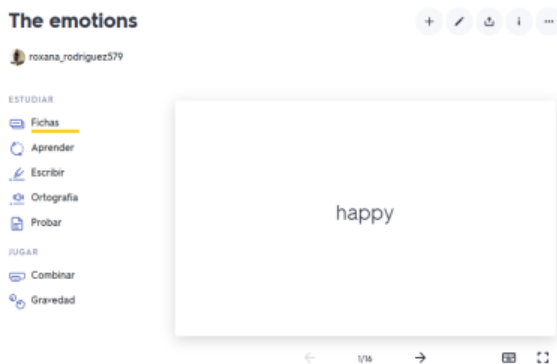 The emotions
roxana_rodriguez579
ESTUDIAR
Fichas
Aprender
Escribir
Ortografía
Probar
JUGAR
Combinar
Gravedad
happy
1/16